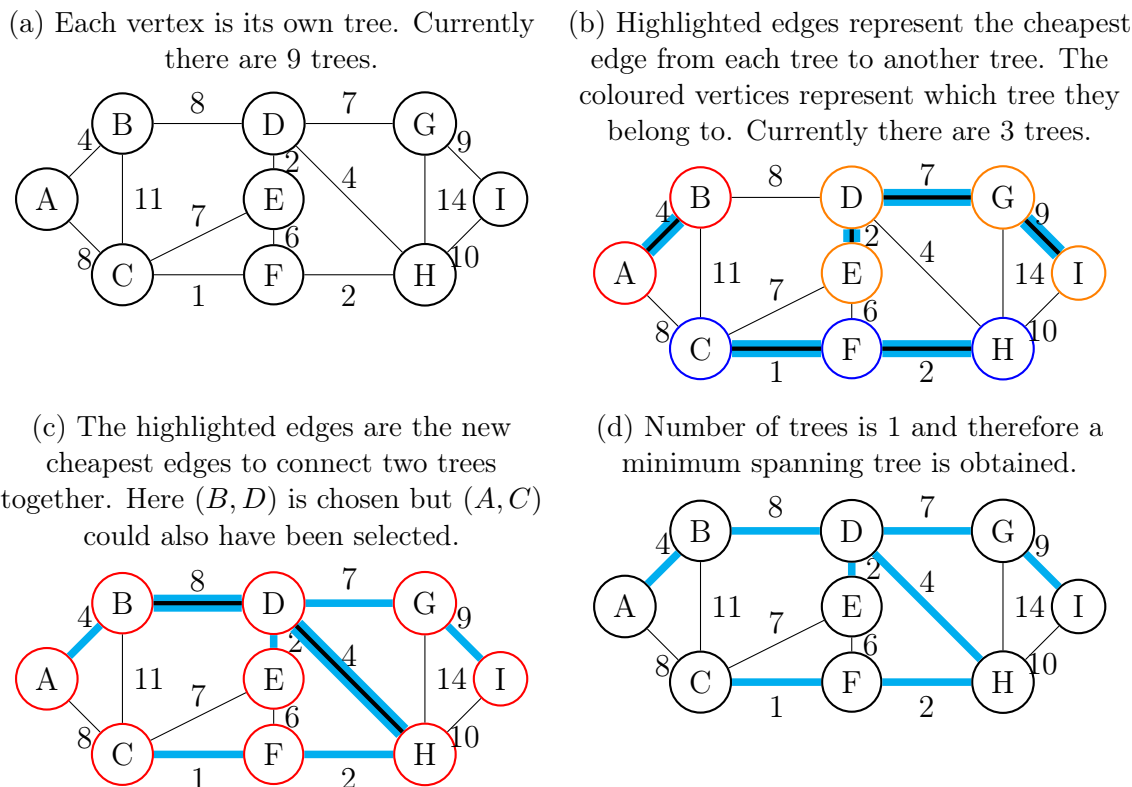 (a) Each vertex is its own tree. Currently
there are 9 trees.
8
7
B
D
G
4
2
9
4
A
11
E
14
I
7
8
6
10
C
F
H
1
2
(b) Highlighted edges represent the cheapest
edge from each tree to another tree. The
coloured vertices represent which tree they
belong to. Currently there are 3 trees.
8
7
B
D
G
4
2
9
4
A
11
E
14
I
7
8
6
10
C
F
H
1
2
(c) The highlighted edges are the new
cheapest edges to connect two trees
together. Here (B, D) is chosen but (A, C)
could also have been selected.
8
7
B
D
G
4
2
9
4
A
11
E
14
I
7
8
6
10
C
F
H
1
2
(d) Number of trees is 1 and therefore a
minimum spanning tree is obtained.
8
7
B
D
G
4
2
9
4
A
11
E
14
I
7
8
6
10
C
F
H
1
2